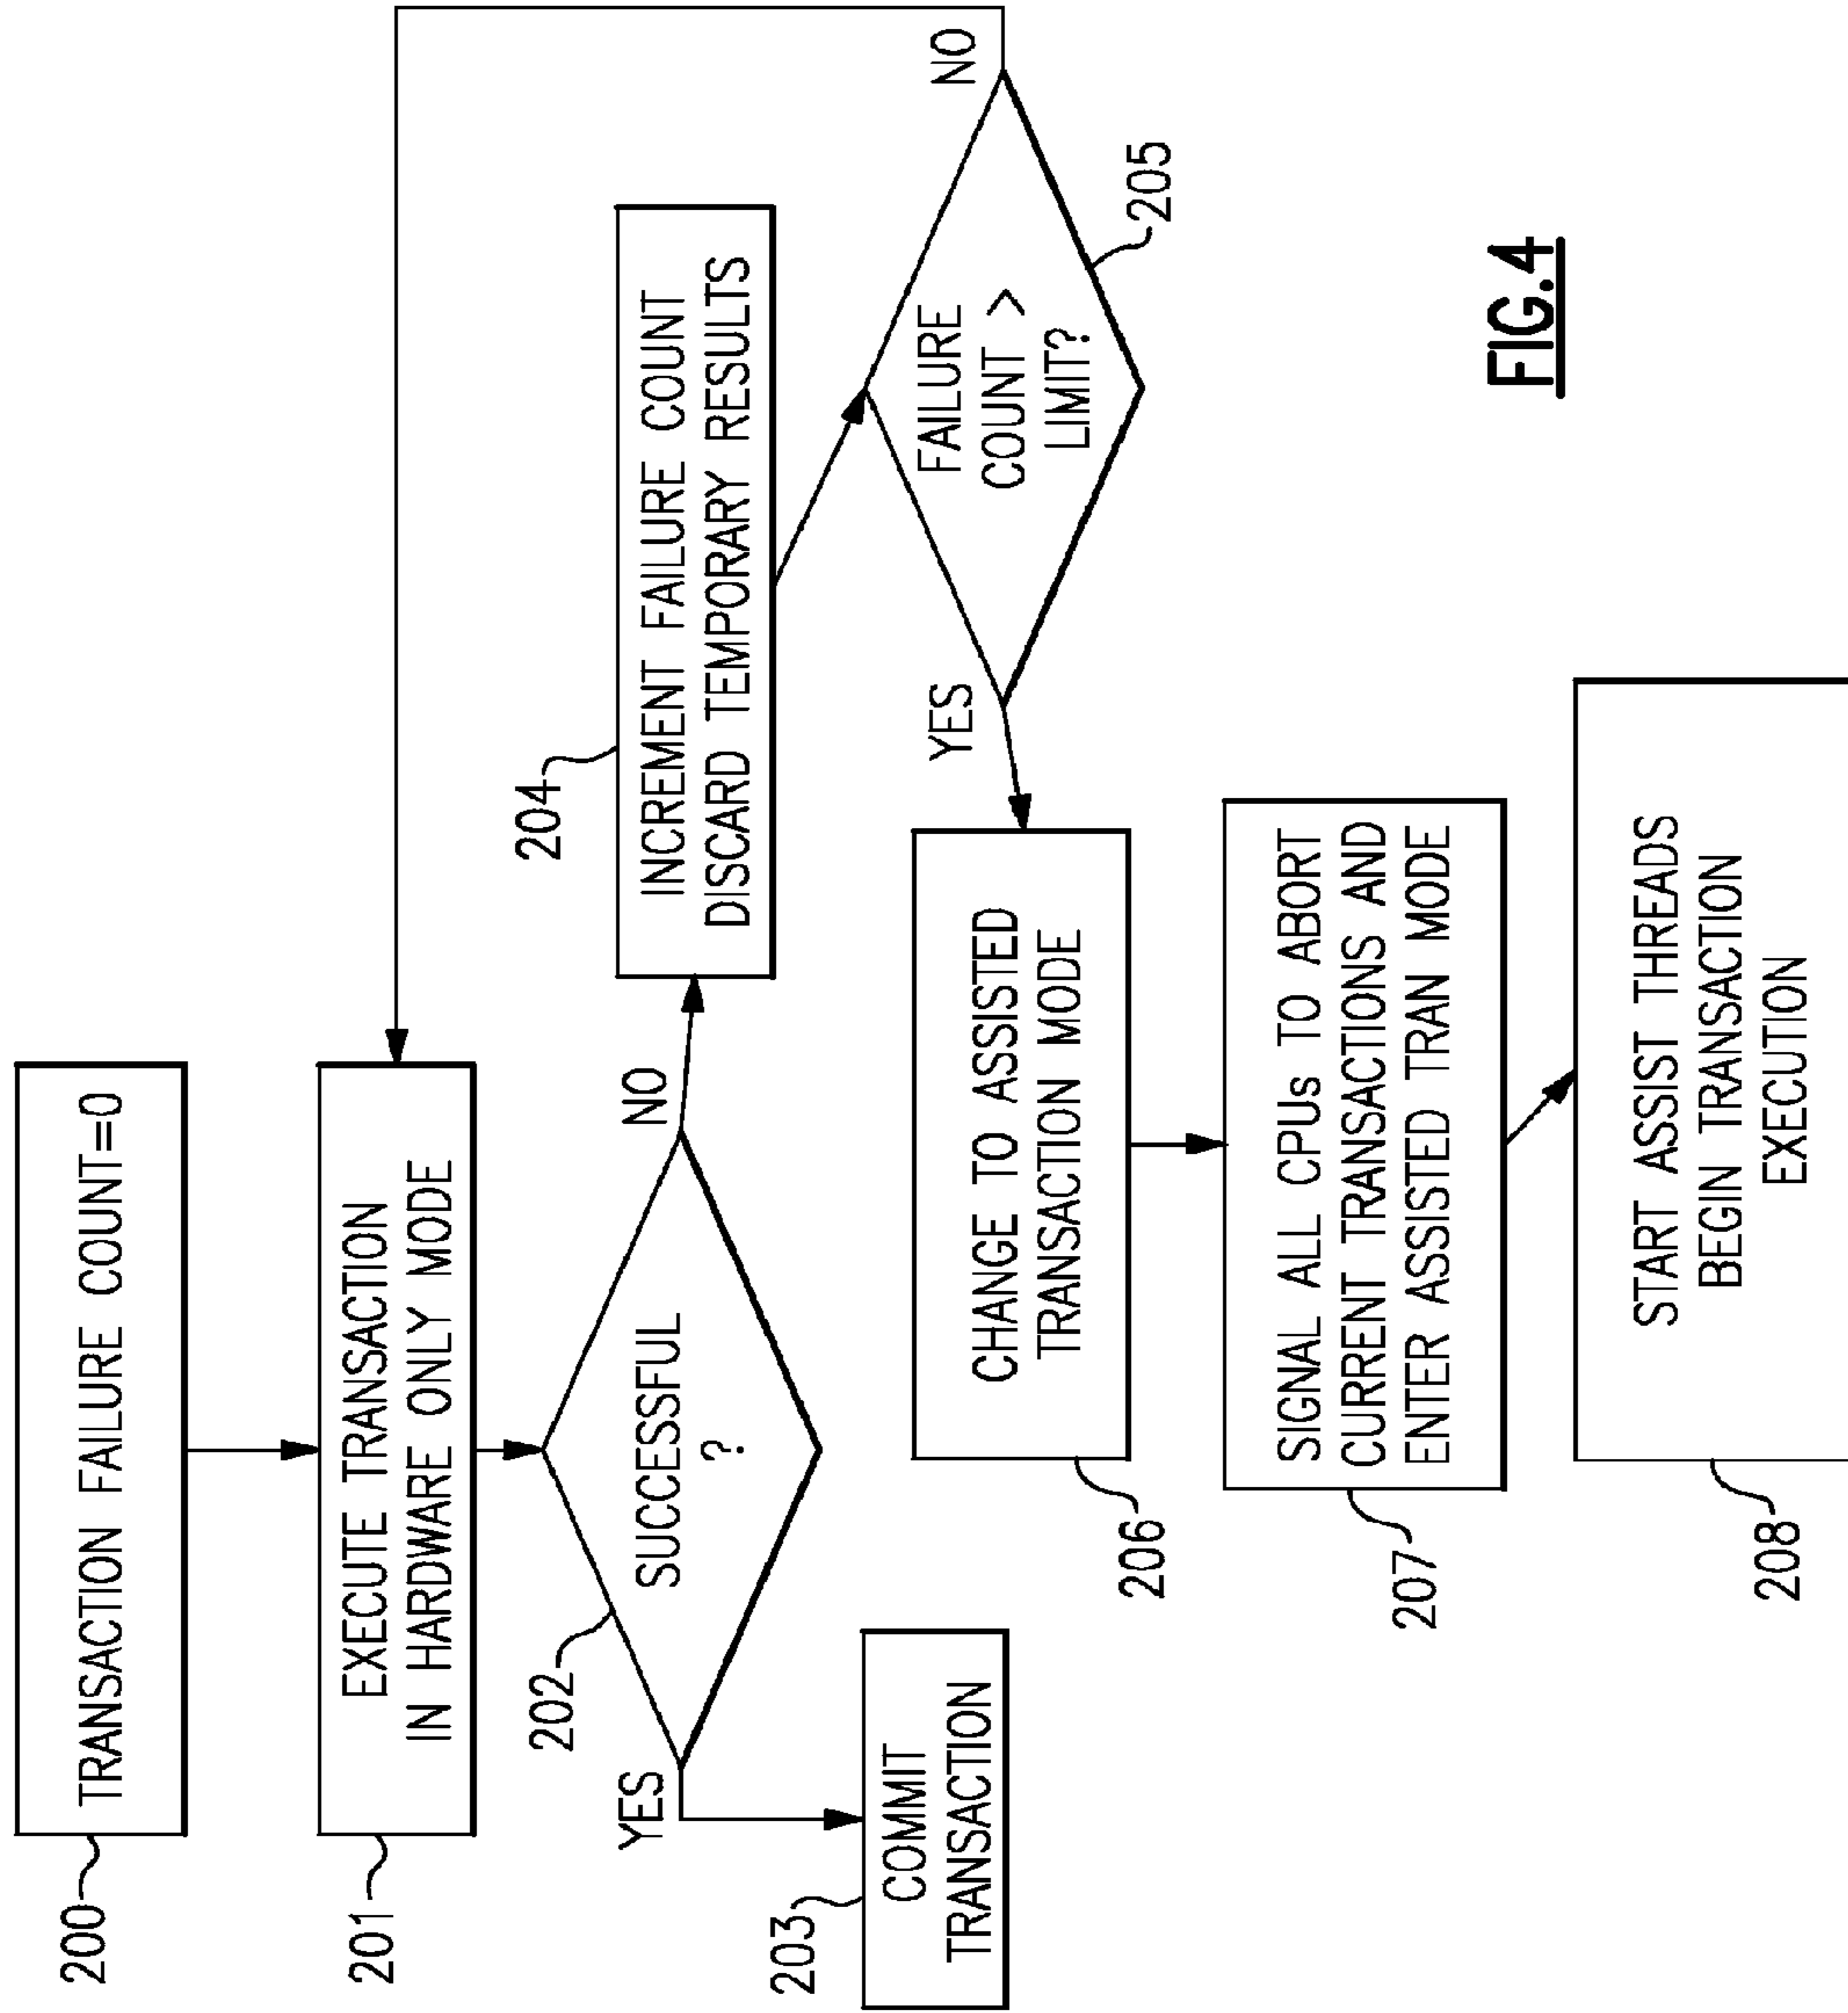 200
TRANSACTION FAILURE COUNT=0
201
EXECUTE TRANSACTION
IN HARDWARE ONLY MODE
202
SUCCESSFUL
?
YES
NO
203
COMMIT
TRANSACTION
204
INCREMENT FAILURE COUNT
DISCARD TEMPORARY RESULTS
FAILURE
COUNT >
LIMIT?
205
YES
NO
206
CHANGE TO ASSISTED
TRANSACTION MODE
207
SIGNAL ALL CPUs TO ABORT
CURRENT TRANSACTIONS AND
ENTER ASSISTED TRAN MODE
208
START ASSIST THREADS
BEGIN TRANSACTION
EXECUTION
FIG.4